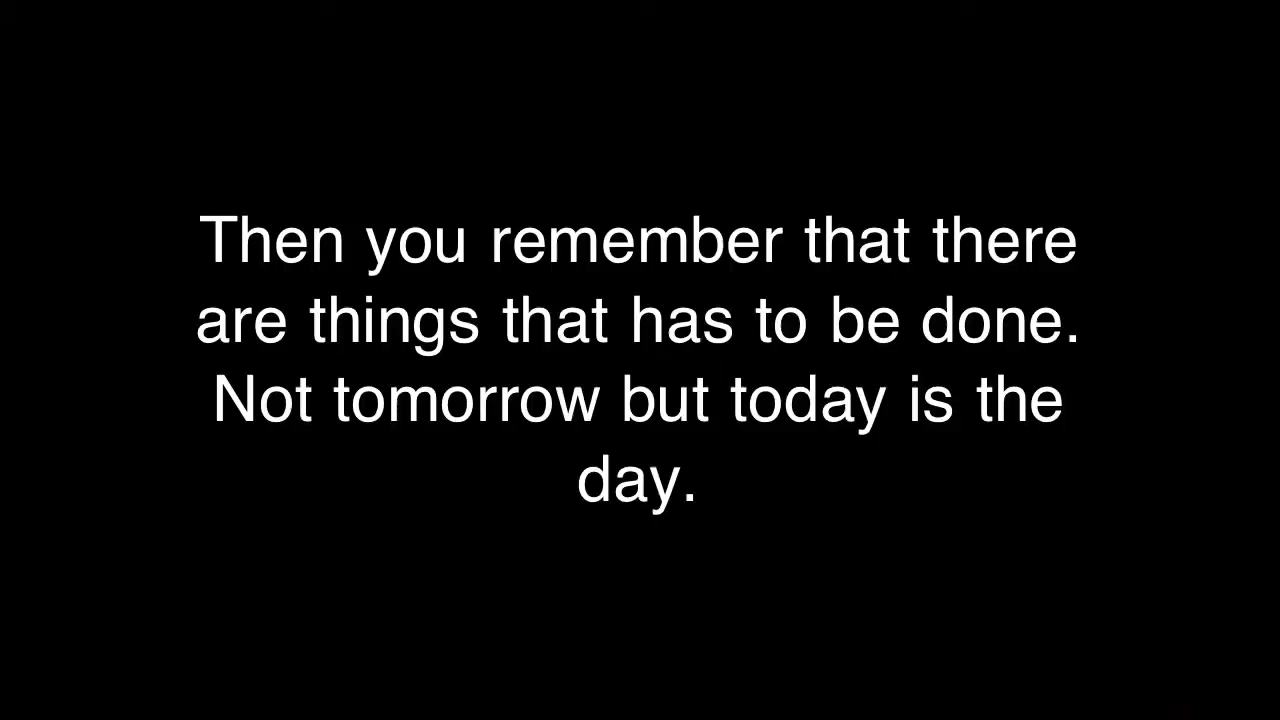 Then you remember that there
are things that has to be done.
Not tomorrow but today is the
day.